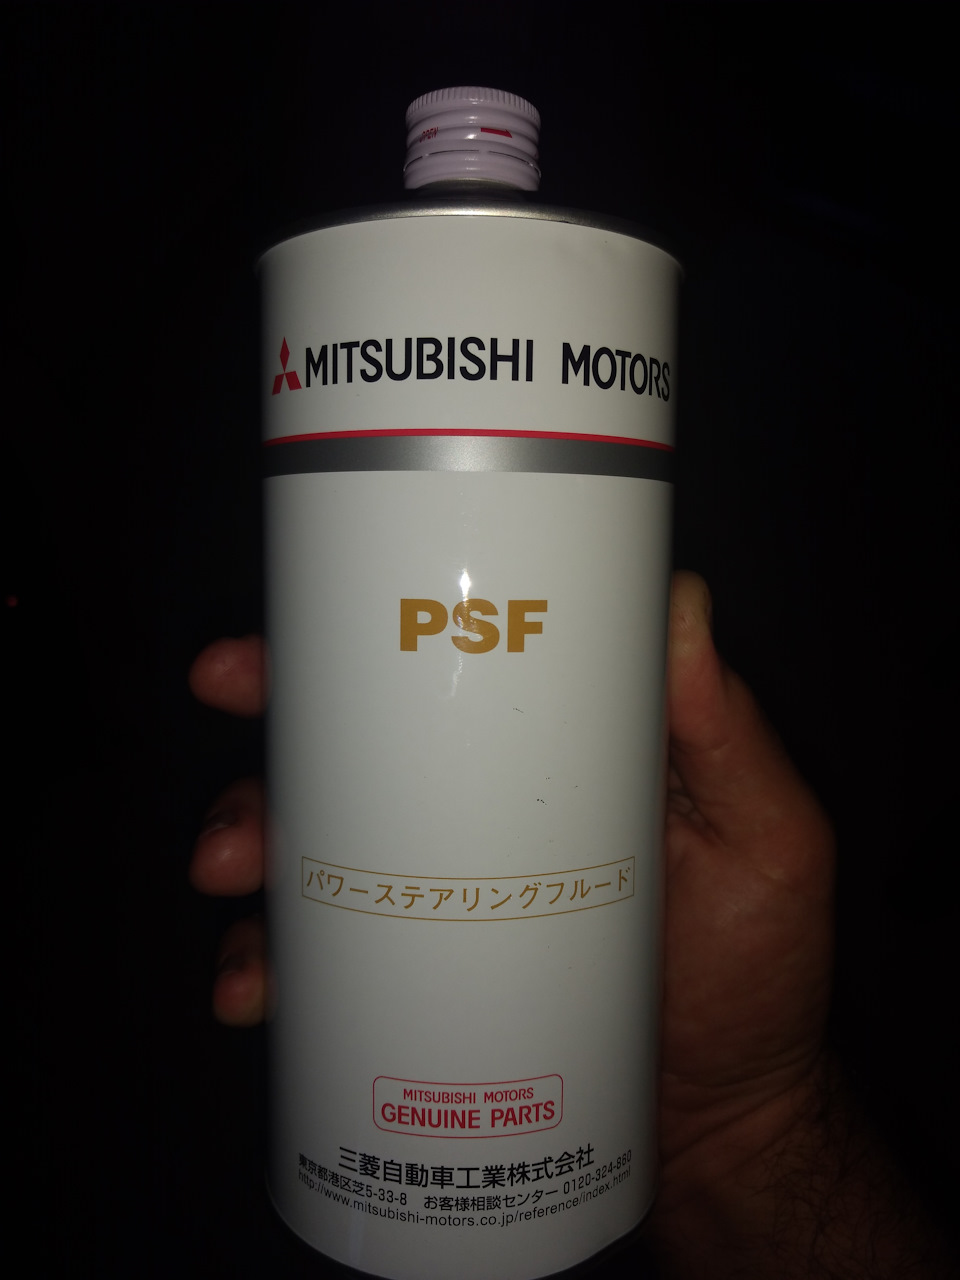 OPEN
MITSUBISHI MOTORS
PSF
パワーステアリングフルード
MITSUBISHI MOTORS
GENUINE PARTS
三菱自動車工業株式会社
東京都港区芝5-33-8 お客様相談センター 0120-324-860
http://www.mitsubishi-motors.co.jp/reference/index.html